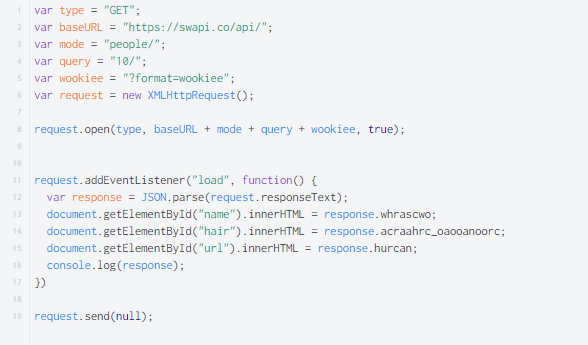 1 var type = "GET";
2 var baseURL = "https://swapi.co/api/";
3 var mode = "people/";
4 var query = "10/";
5 var wookiee = "?format=wookiee";
6 var request = new XMLHttpRequest();
7
8 request.open(type, baseURL + mode + query + wookiee, true);
9
10
11 request.addEventListener("load", function() {
12   var response = JSON.parse(request.responseText);
13   document.getElementById("name").innerHTML = response.whrascwo;
14   document.getElementById("hair").innerHTML = response.acraahrc_oaooanoorc;
15   document.getElementById("url").innerHTML = response.hurcan;
16   console.log(response);
17 })
18
19 request.send(null);